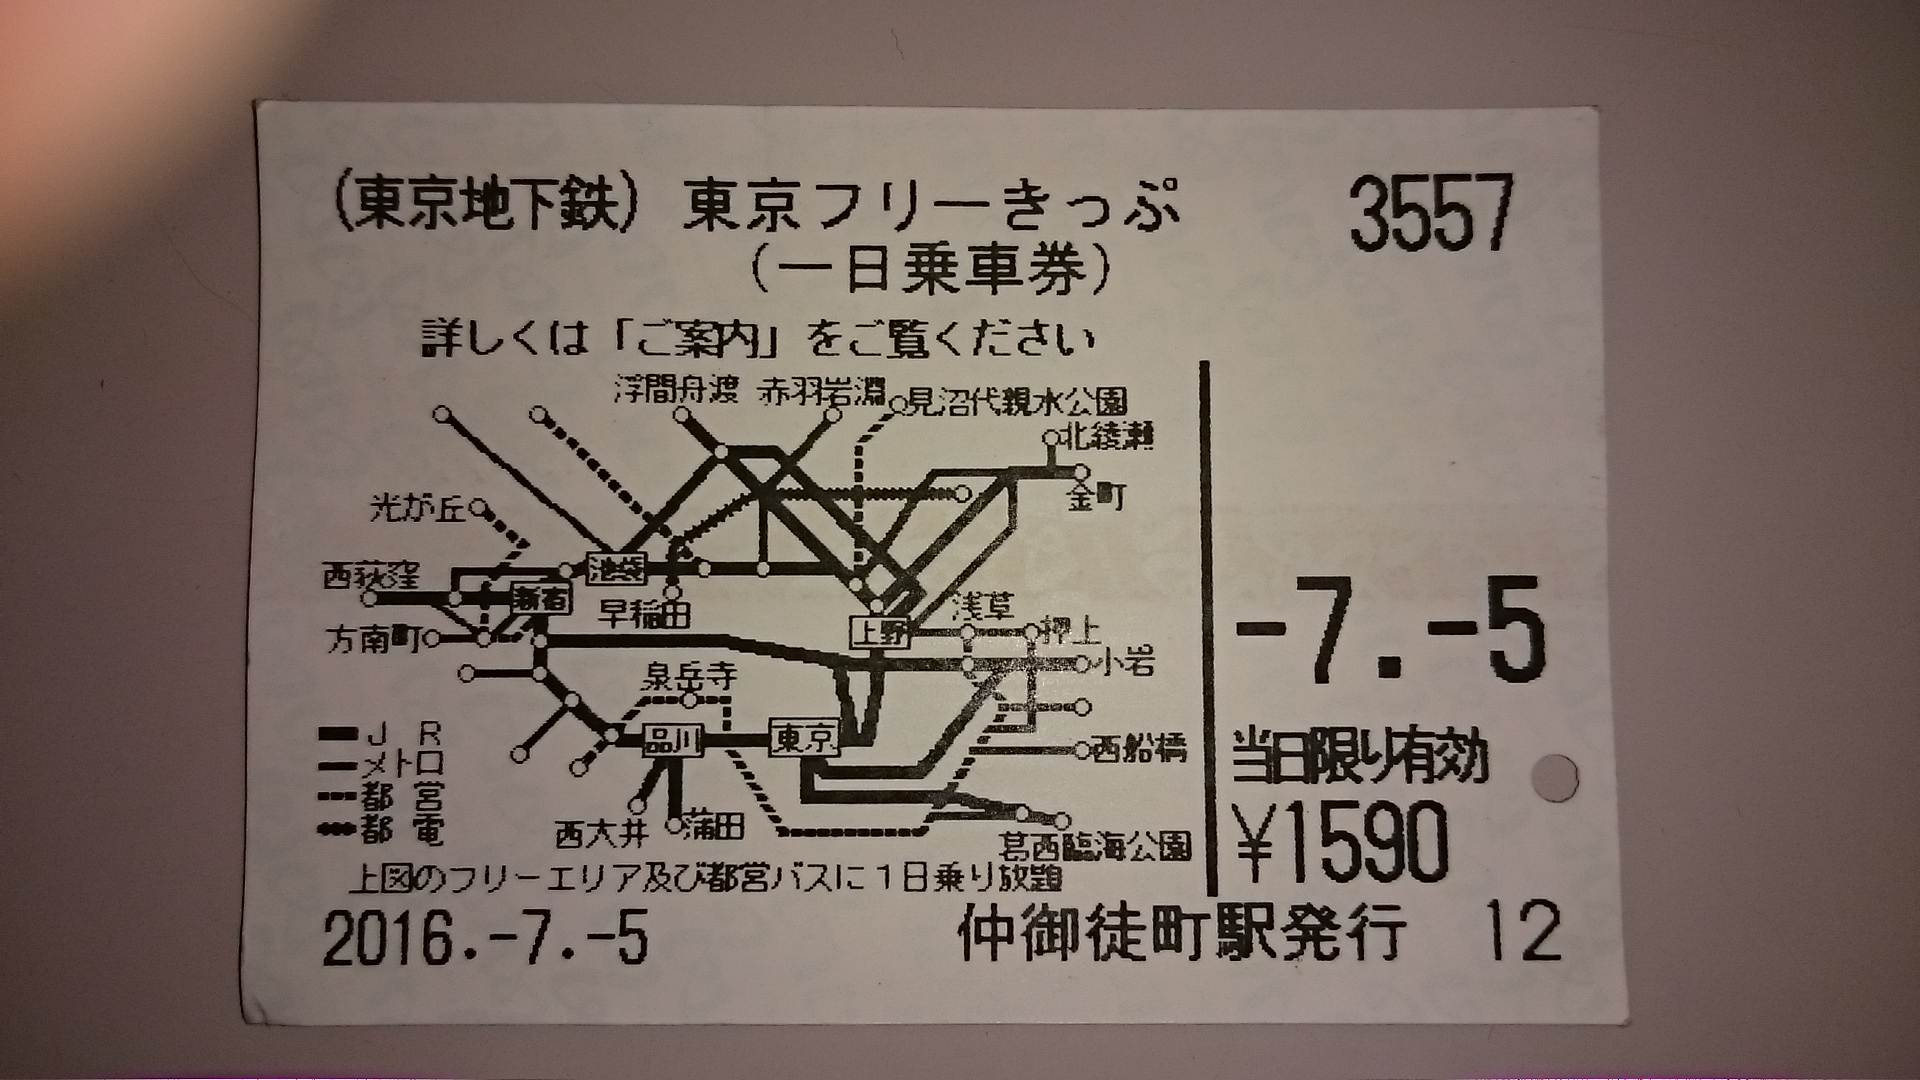 (東京地下鉄) 東京フリーきっぷ 3557
(一日乗車券)
詳しくは「ご案内」をご覧ください
浮間舟渡 赤羽岩淵 見沼代親水公園
北綾瀬
金町
光が丘
池袋
西荻窪
新宿
早稲田
浅草
方南町
上野
押上
小岩
泉岳寺
品川
東京
西船橋
西大井
蒲田
葛西臨海公園
JR
メトロ
都営
都電
上図のフリーエリア及び都営バスに1日乗り放題
-7.-5
当日限り有効
¥1590
2016.-7.-5 仲御徒町駅発行 12